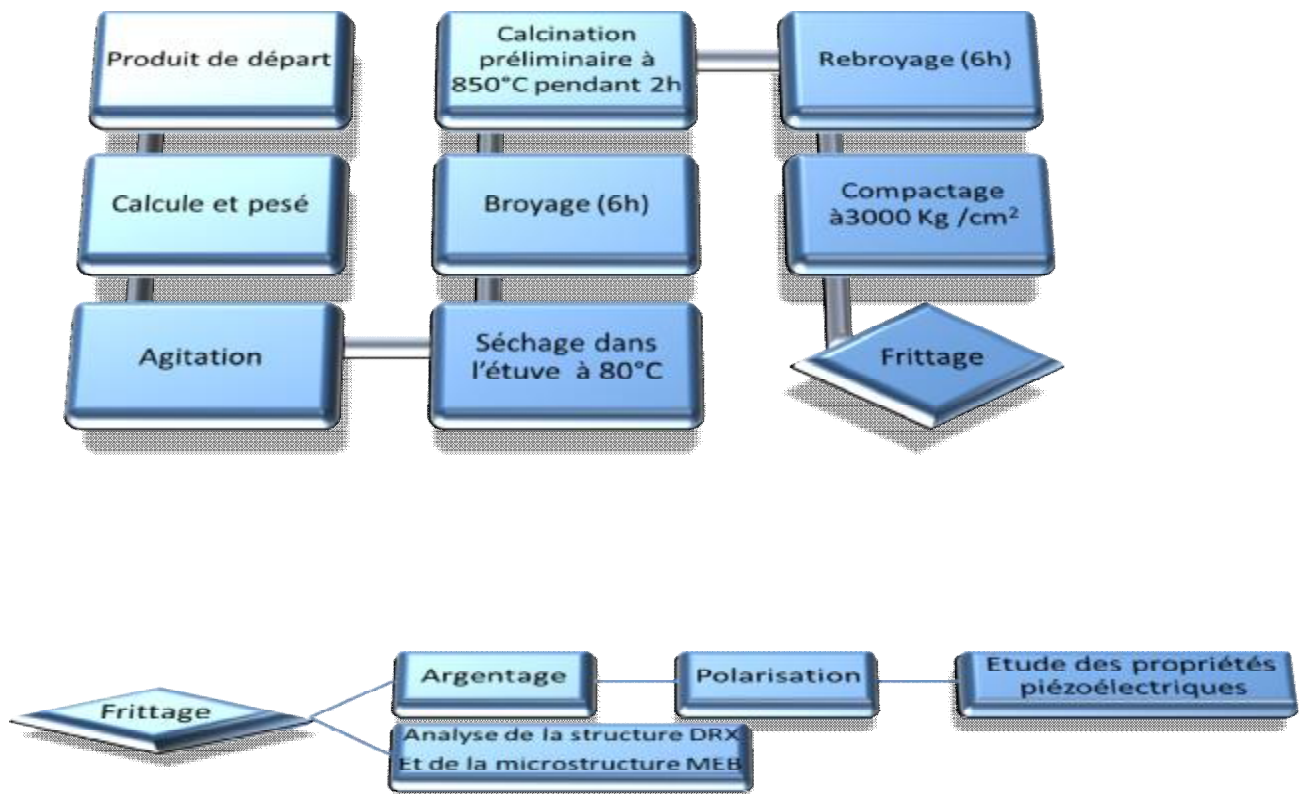 Produit de départ
Calcule et pesé
Agitation
Séchage dans
l'étuve à 80°C
Broyage (6h)
Calcination
préliminaire à
850°C pendant 2h
Rebroyage (6h)
Compactage
à3000 Kg /cm²
Frittage
Frittage
Argentage
Polarisation
Etude des propriétés
piézoélectriques
Analyse de la structure DRX
Et de la microstructure MEB